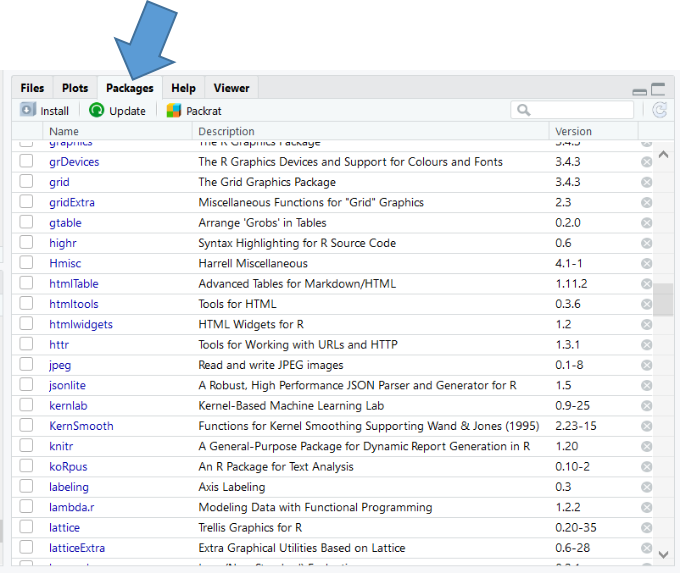 Files Plots Packages Help Viewer
Install Update Packrat
Name Description Version
graphics The R Graphics Package 3.4.3
grDevices The R Graphics Devices and Support for Colours and Fonts 3.4.3
grid The Grid Graphics Package 3.4.3
gridExtra Miscellaneous Functions for "Grid" Graphics 2.3
gtable Arrange 'Grobs' in Tables 0.2.0
highr Syntax Highlighting for R Source Code 0.6
Hmisc Harrell Miscellaneous 4.1-1
htmlTable Advanced Tables for Markdown/HTML 1.11.2
htmltools Tools for HTML 0.3.6
htmlwidgets HTML Widgets for R 1.2
httr Tools for Working with URLs and HTTP 1.3.1
jpeg Read and write JPEG images 0.1-8
jsonlite A Robust, High Performance JSON Parser and Generator for R 1.5
kernlab Kernel-Based Machine Learning Lab 0.9-25
KernSmooth Functions for Kernel Smoothing Supporting Wand & Jones (1995) 2.23-15
knitr A General-Purpose Package for Dynamic Report Generation in R 1.20
koRpus An R Package for Text Analysis 0.10-2
labeling Axis Labeling 0.3
lambda.r Modeling Data with Functional Programming 1.2.2
lattice Trellis Graphics for R 0.20-35
latticeExtra Extra Graphical Utilities Based on Lattice 0.6-28